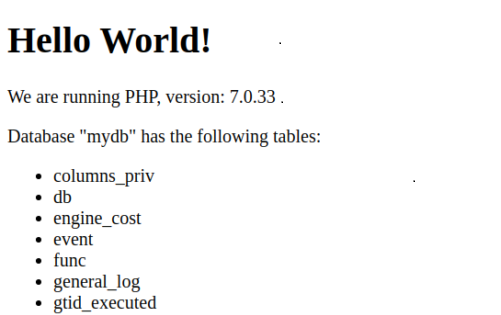 Hello World!
We are running PHP, version: 7.0.33 .
Database "mydb" has the following tables:
columns_priv
db
engine_cost
event
func
general_log
gtid_executed